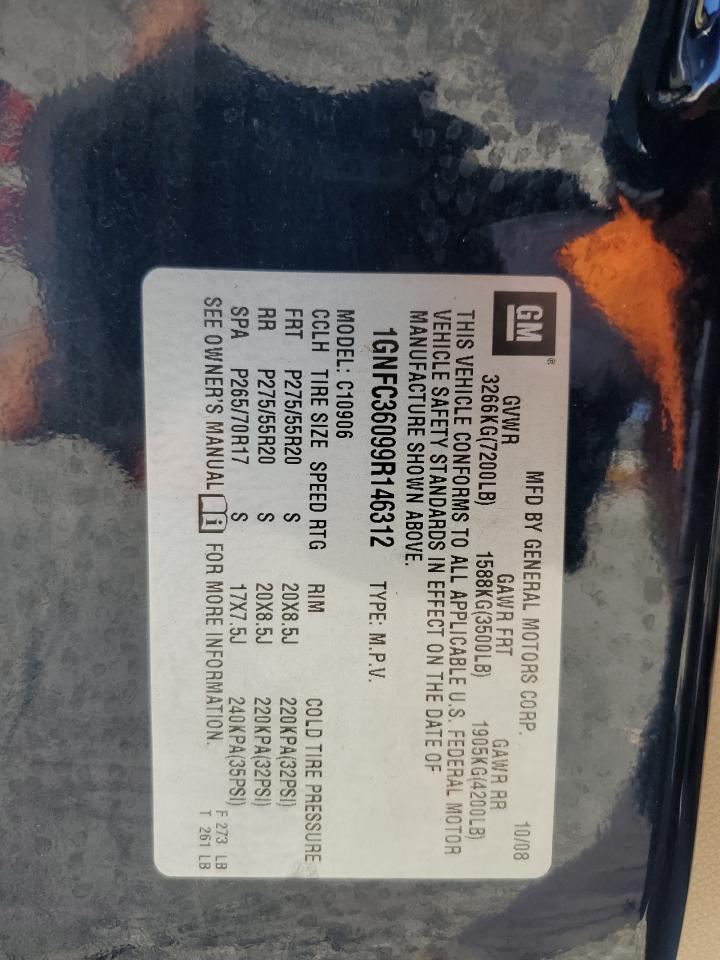 GM ®
MFD BY GENERAL MOTORS CORP. 10/08
GVWR GAWR FRT GAWR RR
3266KG(7200LB) 1588KG(3500LB) 1905KG(4200LB)
THIS VEHICLE CONFORMS TO ALL APPLICABLE U.S. FEDERAL MOTOR
VEHICLE SAFETY STANDARDS IN EFFECT ON THE DATE OF
MANUFACTURE SHOWN ABOVE.
1GNFC36099R146312 TYPE: M.P.V.
MODEL: C10906
CCLH TIRE SIZE SPEED RTG RIM COLD TIRE PRESSURE
FRT P275/55R20 S 20X8.5J 220KPA(32PSI)
RR P275/55R20 S 20X8.5J 220KPA(32PSI)
SPA P265/70R17 S 17X7.5J 240KPA(35PSI)
SEE OWNER'S MANUAL i FOR MORE INFORMATION.
F 273 LB
T 261 LB